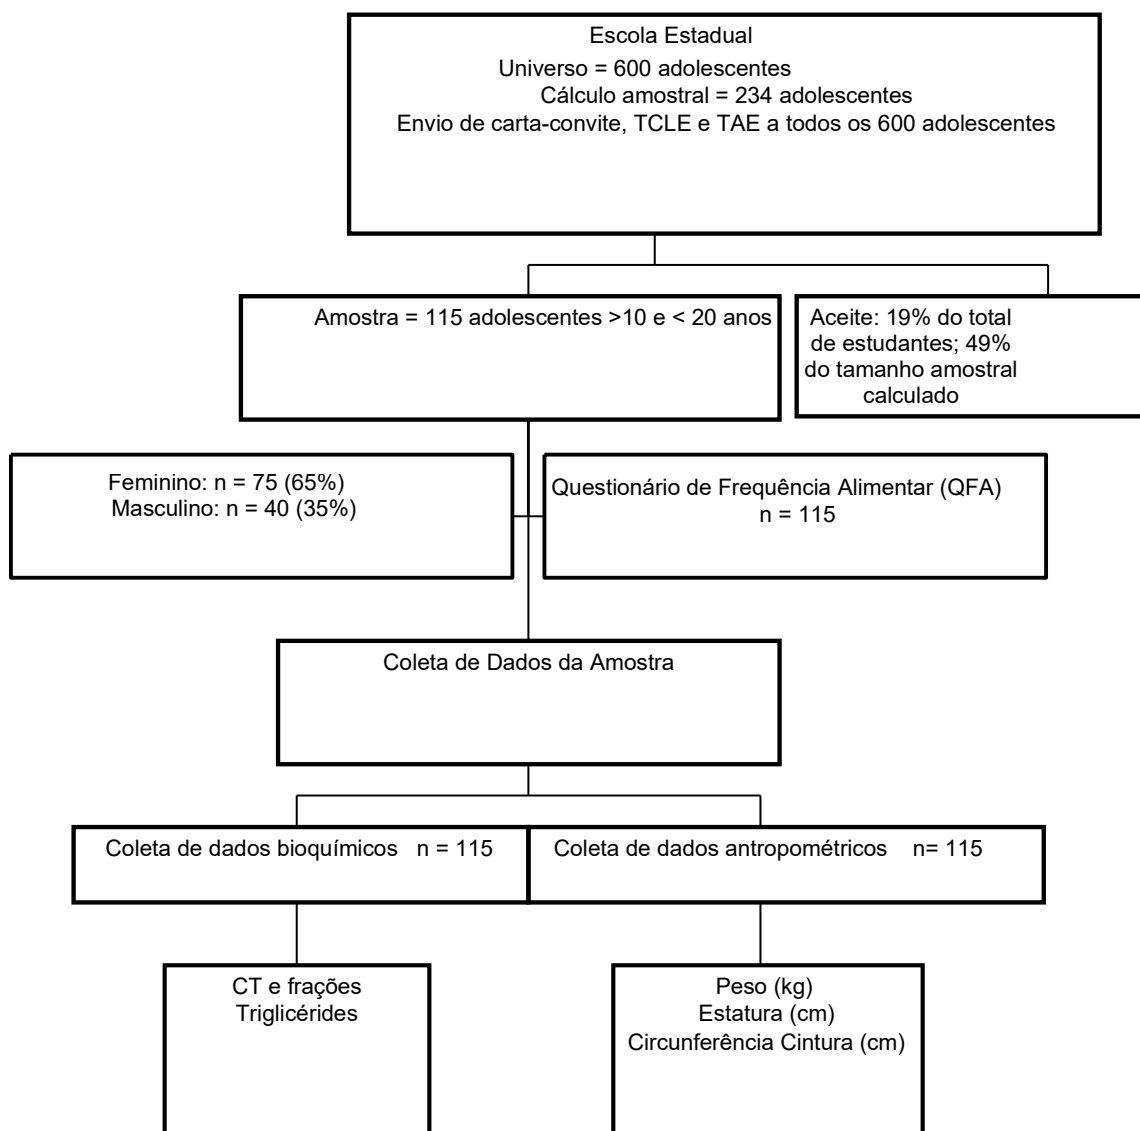 Escola Estadual
Universo = 600 adolescentes
Cálculo amostral = 234 adolescentes
Envio de carta-convite, TCLE e TAE a todos os 600 adolescentes
Amostra = 115 adolescentes >10 e < 20 anos
Aceite: 19% do total
de estudantes; 49%
do tamanho amostral
calculado
Feminino: n = 75 (65%)
Masculino: n = 40 (35%)
Questionário de Frequência Alimentar (QFA)
n = 115
Coleta de Dados da Amostra
Coleta de dados bioquímicos n = 115
Coleta de dados antropométricos n= 115
CT e frações
Triglicérides
Peso (kg)
Estatura (cm)
Circunferência Cintura (cm)